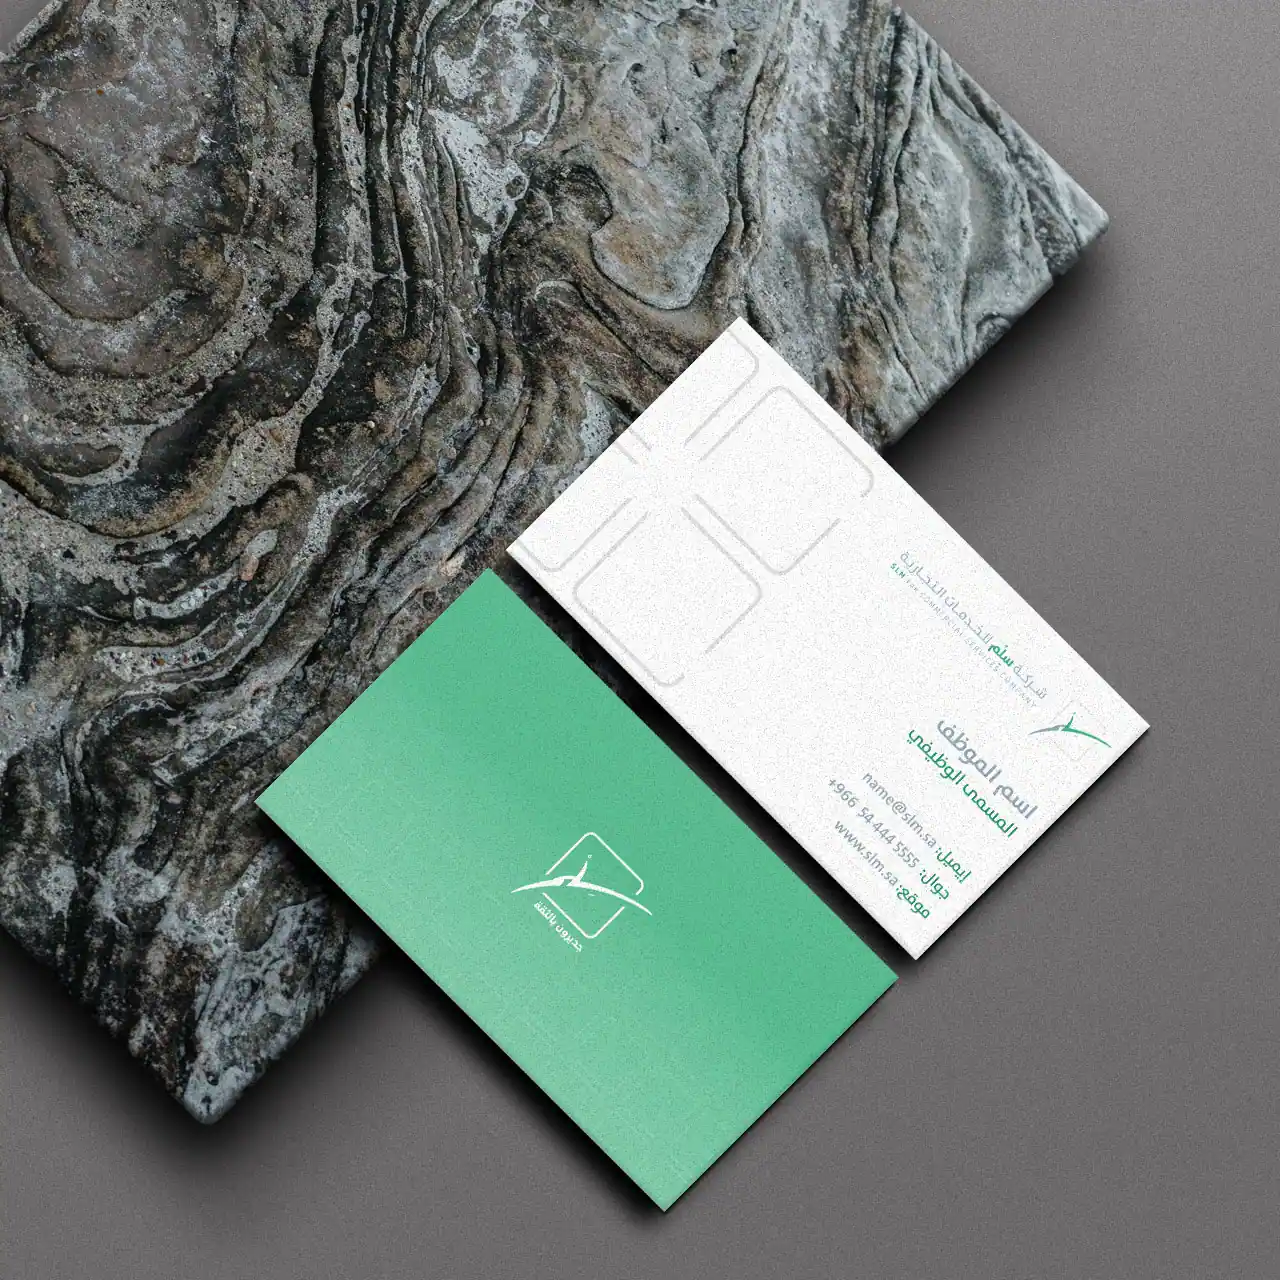 شركة سلم للخدمات التجارية
SLM FOR COMMERCIAL SERVICES COMPANY
اسم الموظف
المسمى الوظيفي
إيميل: name@slm.sa
جوال: +966 54 444 5555
موقع: www.slm.sa
جديرون بالثقة